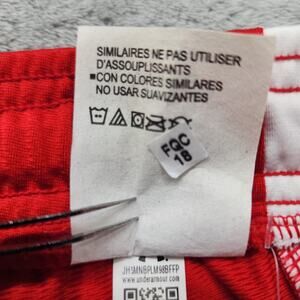 SIMILAIRES NE PAS UTILISER
D'ASSOUPLISSANTS
■CON COLORES SIMILARES
NO USAR SUAVIZANTES
FQC
18
www.underarmour.com